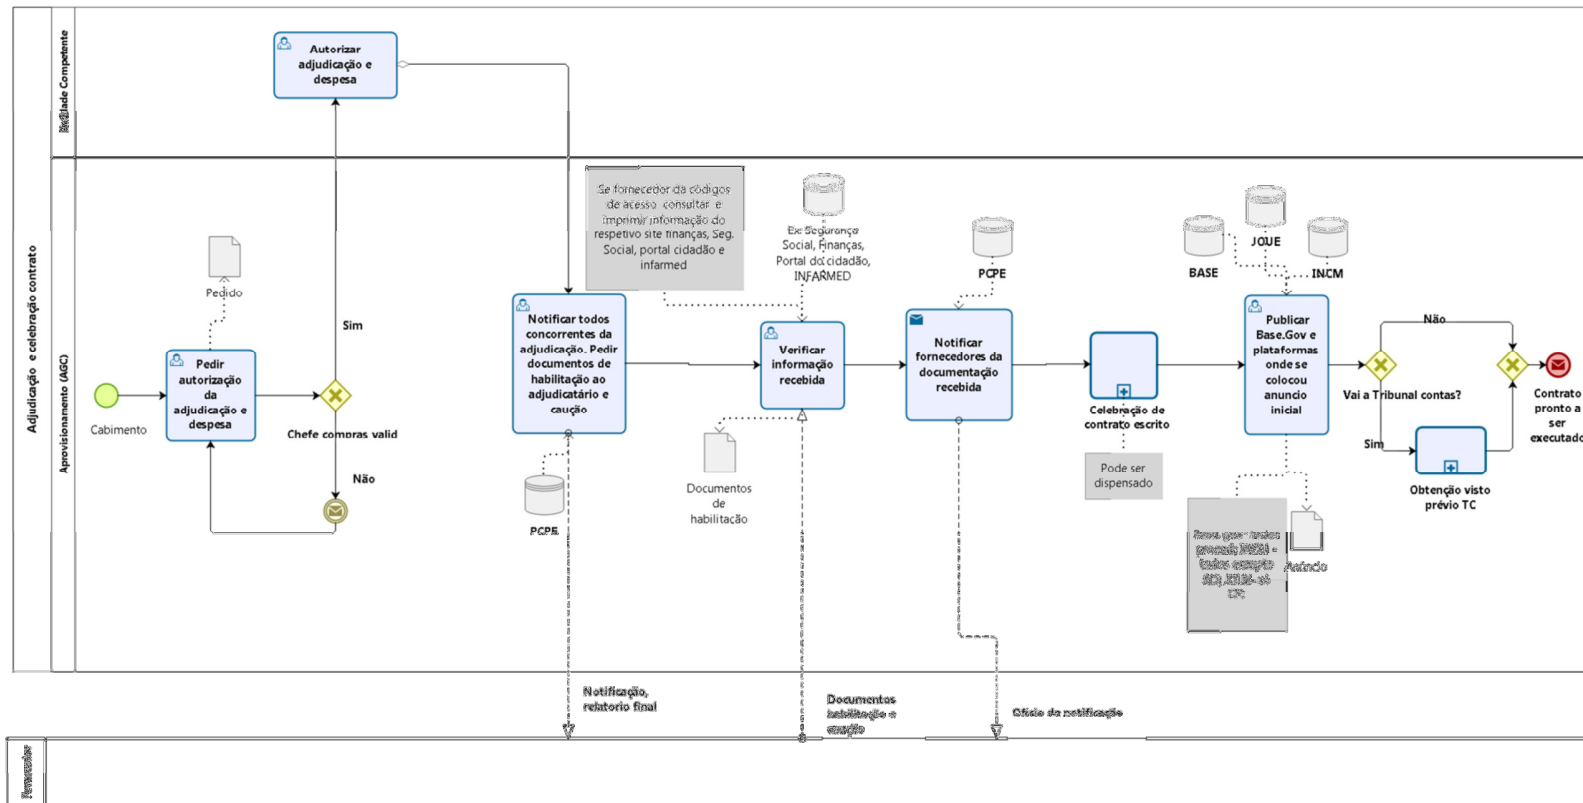 Adjudicação e celebração contrato
Competente
Aprovisionamento (AGC)
Autorizar
adjudicação e
despesa
Sim
Pedido
Cabimento
Pedir
autorização
da
adjudicação e
despesa
Chefe compras valid
Não
Se fornecedor da códigos
de acesso consultar e
imprimir informação do
respetivo site finanças, Seg.
Social, portal cidadão e
infarmed
Notificar todos
concorrentes da
adjudicação. Pedir
documentos de
habilitação ao
adjudicatário e
caução
PCPE
Ex Segurança
Social, Finanças,
Portal do cidadão,
INFARMED
Verificar
informação
recebida
Documentos
de
habilitação
PCPE
Notificar
fornecedores da
documentação
recebida
Celebração de
contrato escrito
Pode ser
dispensado
BASE
JOUE
INCM
Publicar
Base.Gov e
plataformas
onde se
colocou
anuncio
inicial
Anúncio
Não
Vai a Tribunal contas?
Sim
Obtenção visto
prévio TC
Contrato
pronto a
ser
executado
Notificação,
relatorio final
Documentos
habilitação e
caução
Oficio de notificação